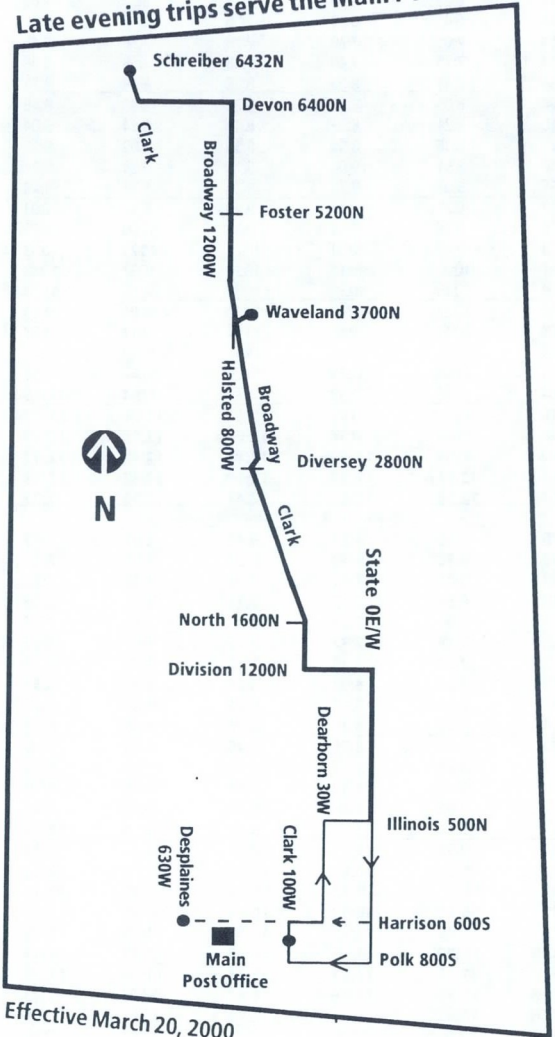 Late evening trips serve the Main
Schreiber 6432N
Devon 6400N
Clark
Broadway 1200W
Foster 5200N
Waveland 3700N
Halsted 800W
Broadway
Diversey 2800N
N
Clark
State 0E/W
North 1600N
Division 1200N
Dearborn 30W
Illinois 500N
Desplaines
630W
Clark 100W
Harrison 600S
Main
Post Office
Polk 800S
Effective March 20, 2000